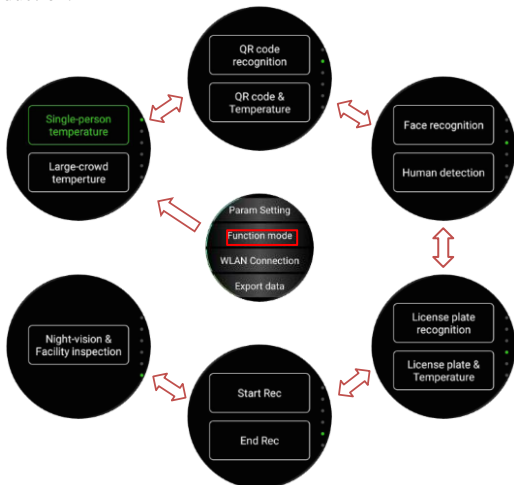 QR code
recognition
QR code &
Temperature
Single-person
temperature
Large-crowd
temperture
Face recognition
Human detection
Param Setting
Function mode
WLAN Connection
Export data
License plate
recognition
License plate &
Temperature
Night-vision &
Facility inspection
Start Rec
End Rec